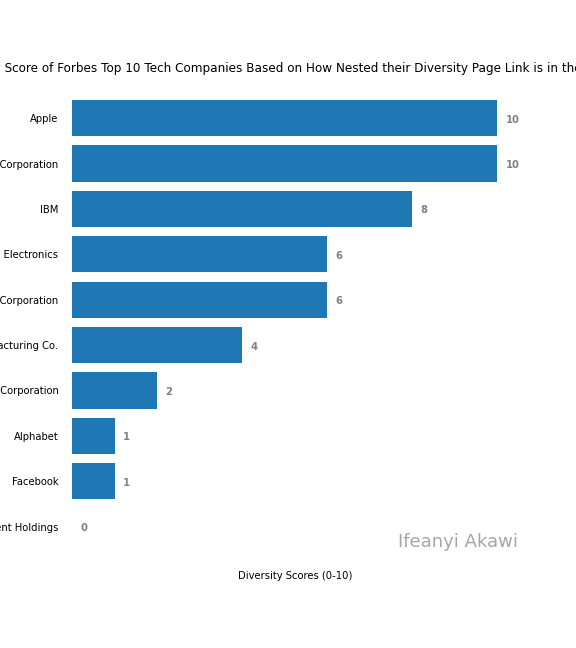 Score of Forbes Top 10 Tech Companies Based on How Nested their Diversity Page Link is in the
Apple 10
Corporation 10
IBM 8
Electronics 6
Corporation 6
Co. 4
Corporation 2
Alphabet 1
Facebook 1
Holdings 0
Ifeanyi Akawi
Diversity Scores (0-10)